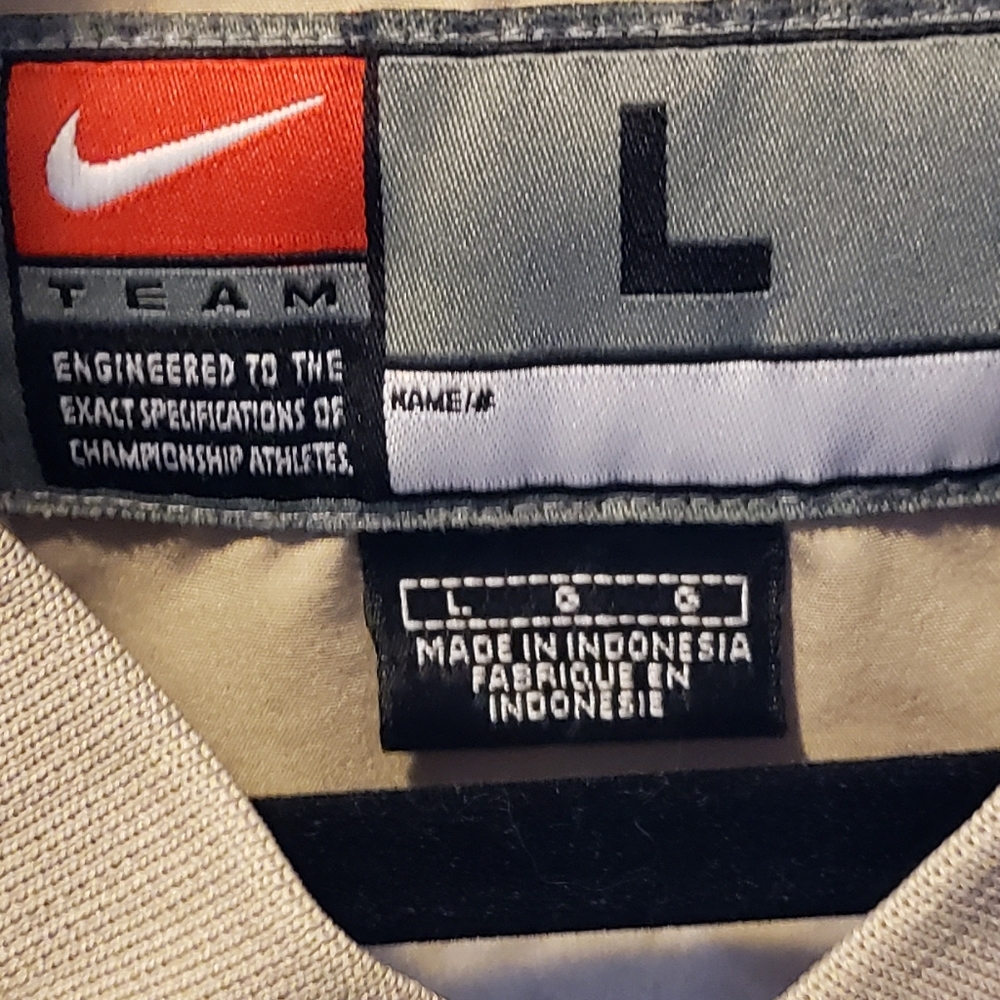 TEAM
ENGINEERED TO THE
EXACT SPECIFICATIONS OF
CHAMPIONSHIP ATHLETES.
L
NAME/#
L G G
MADE IN INDONESIA
FABRIQUE EN
INDONESIE